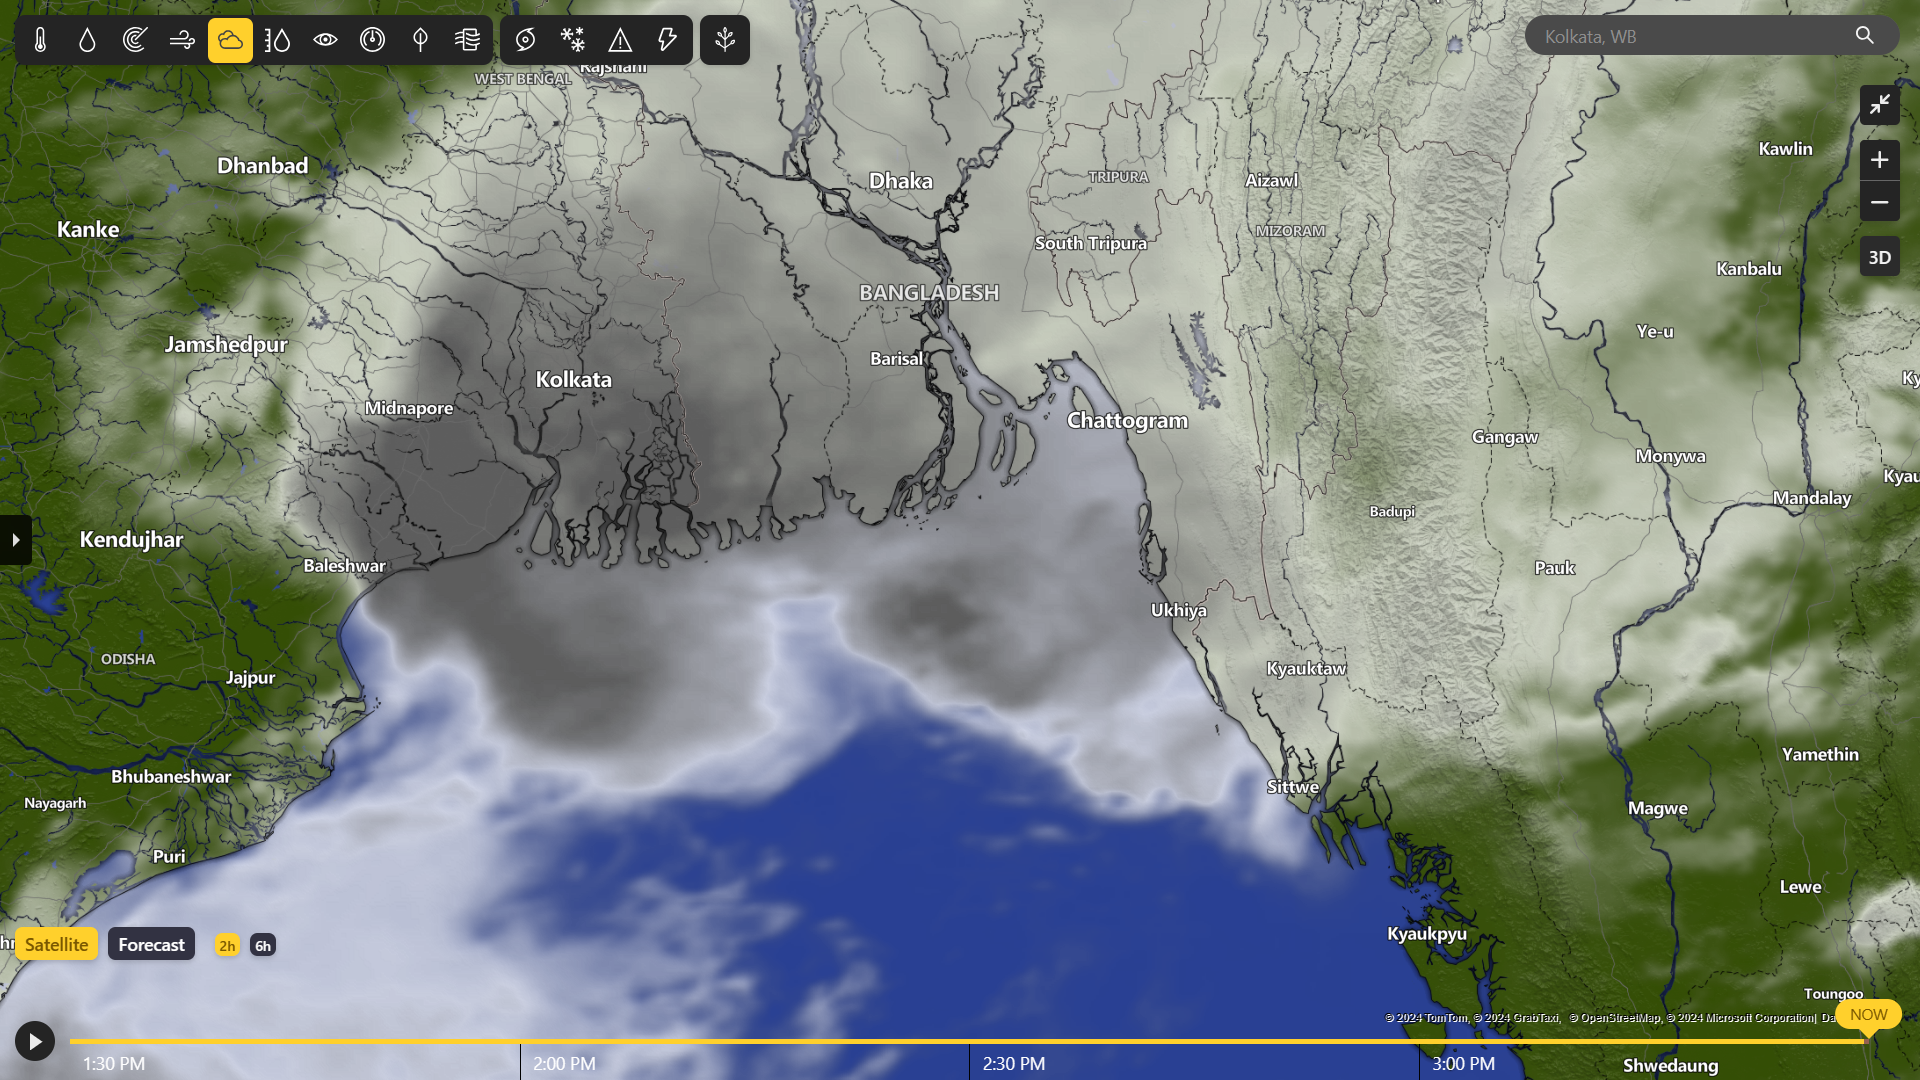 Kolkata, WB
Rajshahi
WEST BENGAL
Kawlin
Dhanbad
Dhaka
TRIPURA
Aizawl
Kanke
South Tripura
MIZORAM
3D
Kanbalu
BANGLADESH
Ye-u
Jamshedpur
Barisal
Kolkata
Ky
Midnapore
Chattogram
Gangaw
Monywa
Kyau
Mandalay
Badupi
Kendujhar
Baleshwar
Pauk
Ukhiya
ODISHA
Kyauktaw
Jajpur
Yamethin
Bhubaneshwar
Sittwe
Nayagarh
Magwe
Puri
Lewe
Kyaukpyu
Satellite Forecast 2h 6h
Toungoo
© 2024 TomTom, © 2024 GrabTaxi, © OpenStreetMap, © 2024 Microsoft Corporation| Da
NOW
1:30 PM 2:00 PM 2:30 PM 3:00 PM
Shwedaung